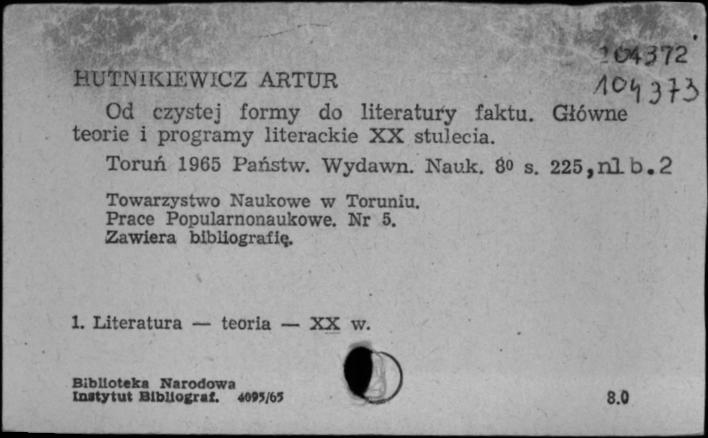 104372
104373
HUTNIKIEWICZ ARTUR
Od czystej formy do literatury faktu. Główne
teorie i programy literackie XX stulecia.
Toruń 1965 Państw. Wydawn. Nauk. 8⁰ s. 225,nlb.2
Towarzystwo Naukowe w Toruniu.
Prace Popularnonaukowe. Nr 5.
Zawiera bibliografię.
1. Literatura — teoria — XX w.
Biblioteka Narodowa
Instytut Bibliograf. 4095/65
8.0